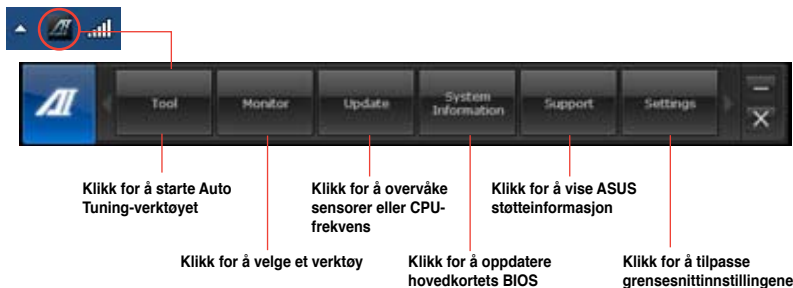 Tool
Monitor
Update
System
Information
Support
Settings
Klikk for å starte Auto
Tuning-verktøyet
Klikk for å overvåke
sensorer eller CPU-
frekvens
Klikk for å vise ASUS
støtteinformasjon
Klikk for å velge et verktøy
Klikk for å oppdatere
hovedkortets BIOS
Klikk for å tilpasse
grensesnittinnstillingene